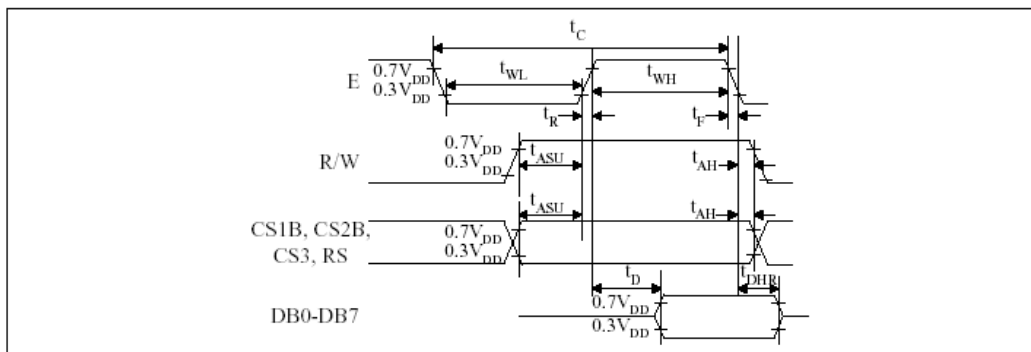 tC
0.7VDD
tWL
tWH
E
0.3VDD
tR
tF
0.7VDD
tASU
tAH
R/W
0.3VDD
tASU
tAH
CS1B, CS2B,
0.7VDD
CS3, RS
0.3VDD
tD
tDHR
0.7VDD
DB0-DB7
0.3VDD